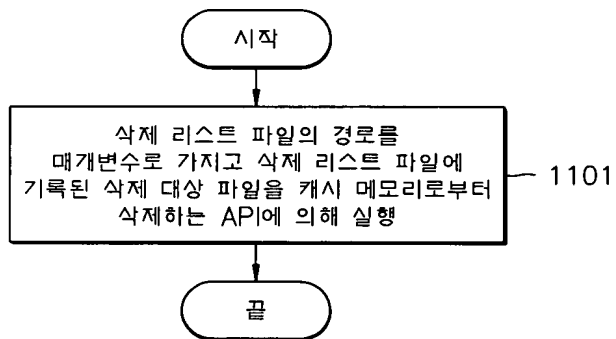 시작
삭제 리스트 파일의 경로를
매개변수로 가지고 삭제 리스트 파일에
기록된 삭제 대상 파일을 캐시 메모리로부터
삭제하는 API에 의해 실행
1101
끝